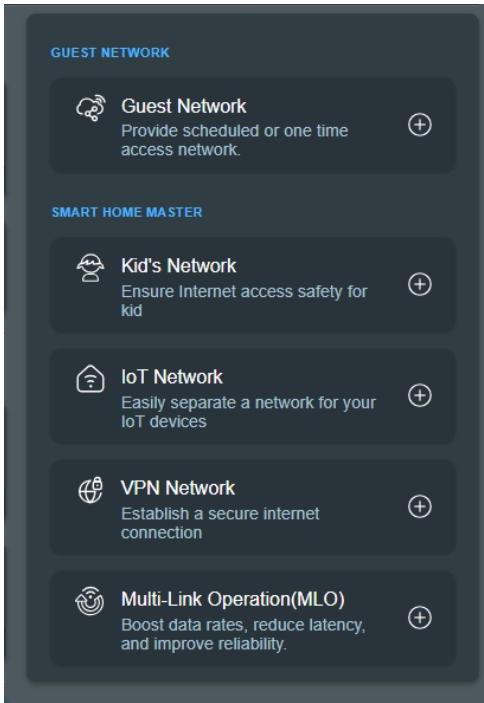 GUEST NETWORK
Guest Network
Provide scheduled or one time
access network.
SMART HOME MASTER
Kid's Network
Ensure Internet access safety for
kid
IoT Network
Easily separate a network for your
IoT devices
VPN Network
Establish a secure internet
connection
Multi-Link Operation(MLO)
Boost data rates, reduce latency,
and improve reliability.